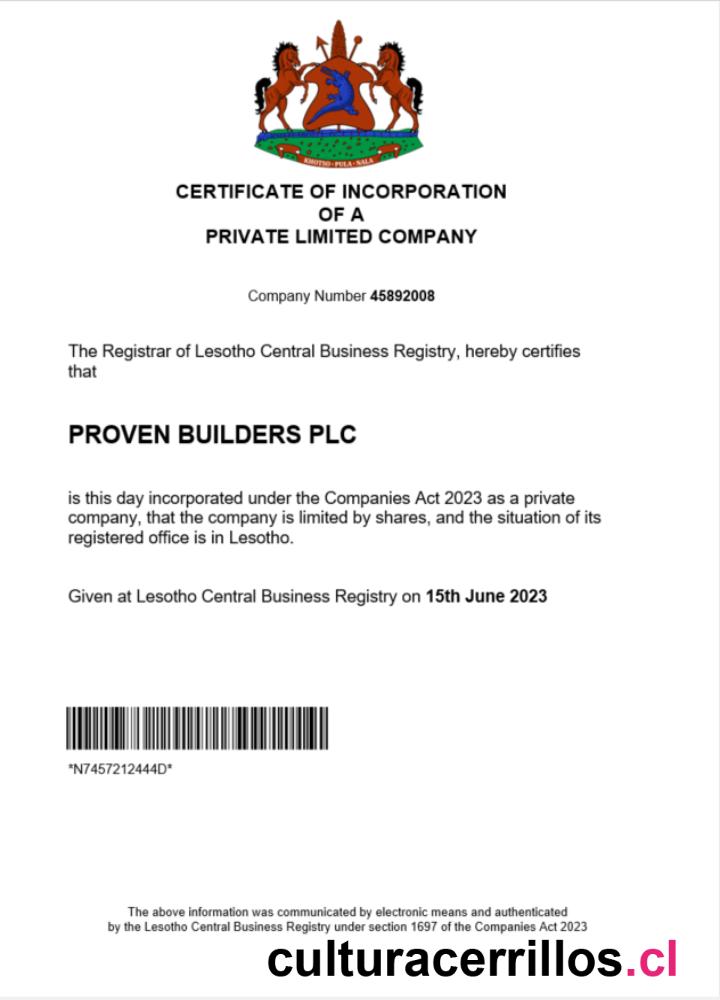 KHOTSO · PULA · NALA
CERTIFICATE OF INCORPORATION
OF A
PRIVATE LIMITED COMPANY
Company Number 45892008
The Registrar of Lesotho Central Business Registry, hereby certifies
that
PROVEN BUILDERS PLC
is this day incorporated under the Companies Act 2023 as a private
company, that the company is limited by shares, and the situation of its
registered office is in Lesotho.
Given at Lesotho Central Business Registry on 15th June 2023
*N7457212444D*
The above information was communicated by electronic means and authenticated
by the Lesotho Central Business Registry under section 1697 of the Companies Act 2023
culturacerrillos.cl